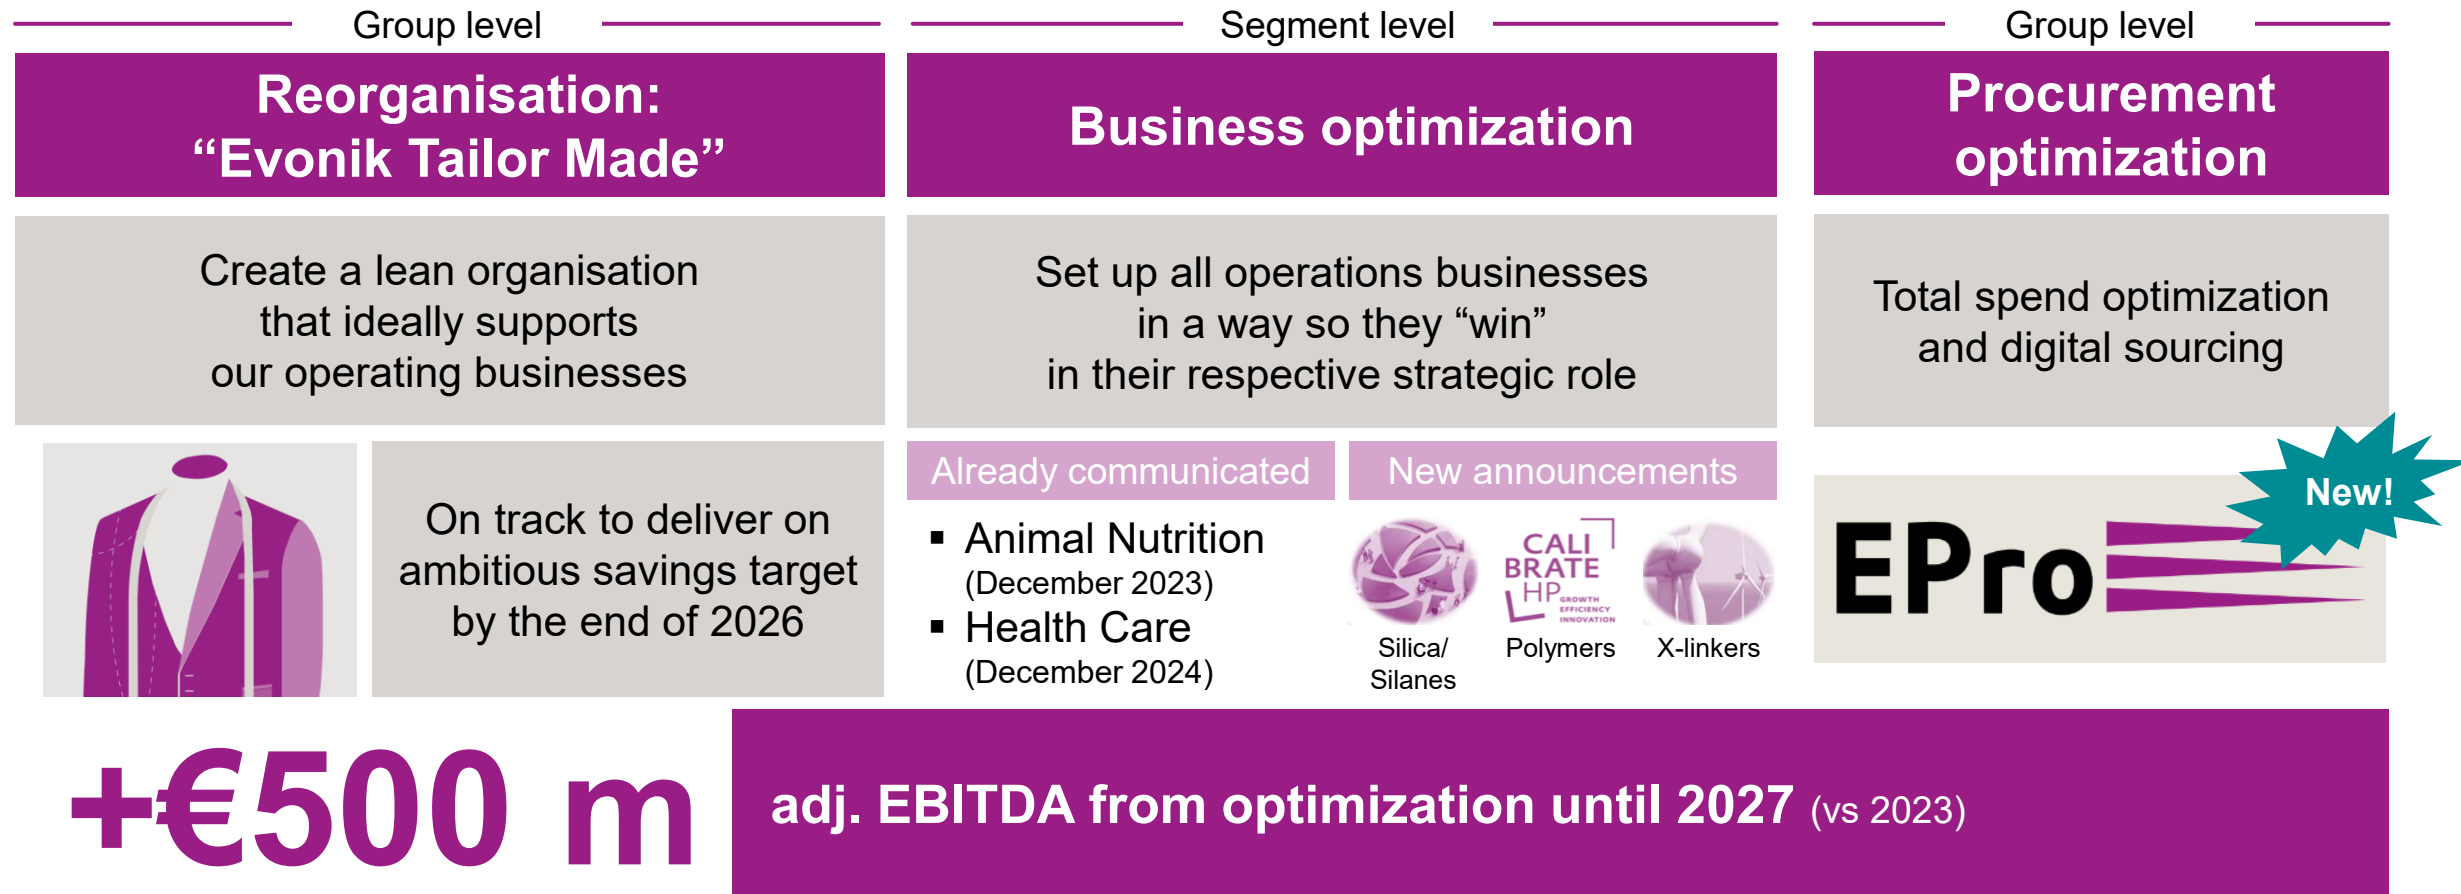 Group level
Reorganisation:
“Evonik Tailor Made”
Create a lean organisation
that ideally supports
our operating businesses
On track to deliver on
ambitious savings target
by the end of 2026
Segment level
Business optimization
Set up all operations businesses
in a way so they “win”
in their respective strategic role
Already communicated
▪ Animal Nutrition
(December 2023)
▪ Health Care
(December 2024)
New announcements
CALI
BRATE
HP
GROWTH
EFFICIENCY
INNOVATION
Silica/
Silanes
Polymers
X-linkers
Group level
Procurement
optimization
Total spend optimization
and digital sourcing
New!
EPro
+€500 m
adj. EBITDA from optimization until 2027 (vs 2023)